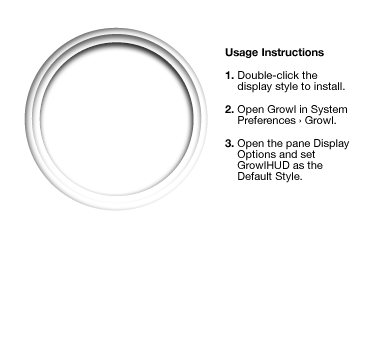 Usage Instructions
1. Double-click the
display style to install.
2. Open Growl in System
Preferences › Growl.
3. Open the pane Display
Options and set
GrowlHUD as the
Default Style.